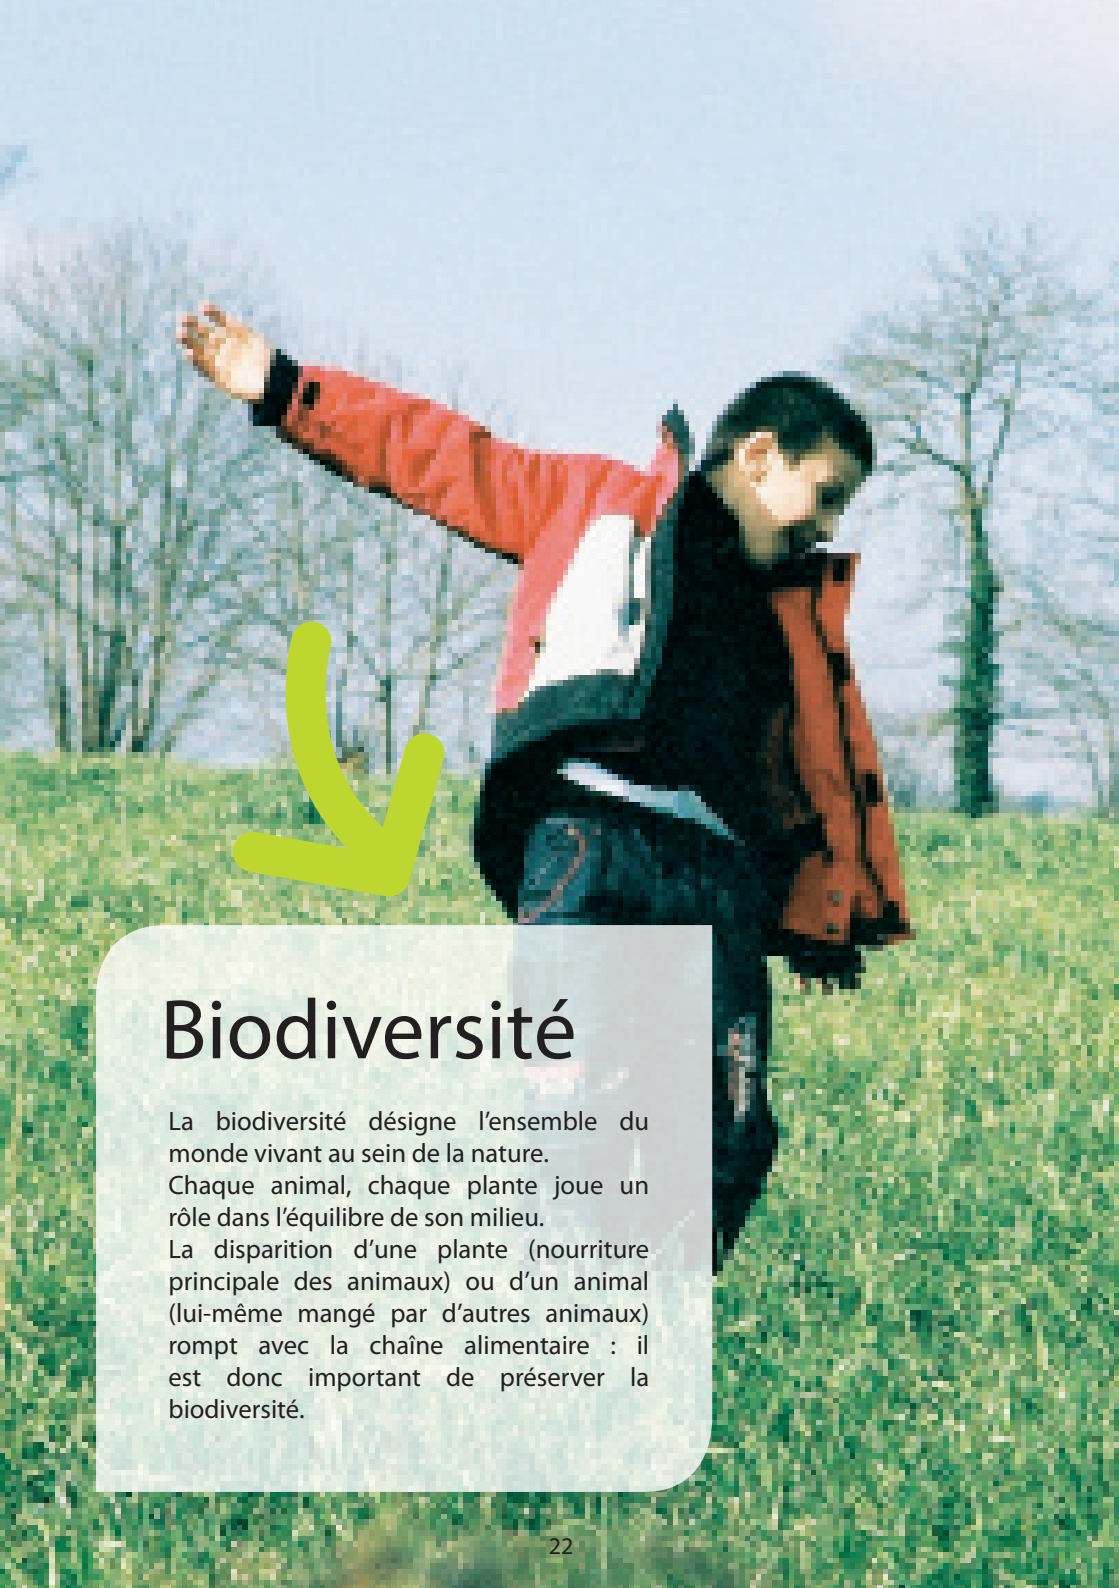 Biodiversité
La biodiversité désigne l’ensemble du
monde vivant au sein de la nature.
Chaque animal, chaque plante joue un
rôle dans l’équilibre de son milieu.
La disparition d’une plante (nourriture
principale des animaux) ou d’un animal
(lui-même mangé par d’autres animaux)
rompt avec la chaîne alimentaire : il
est donc important de préserver la
biodiversité.
22